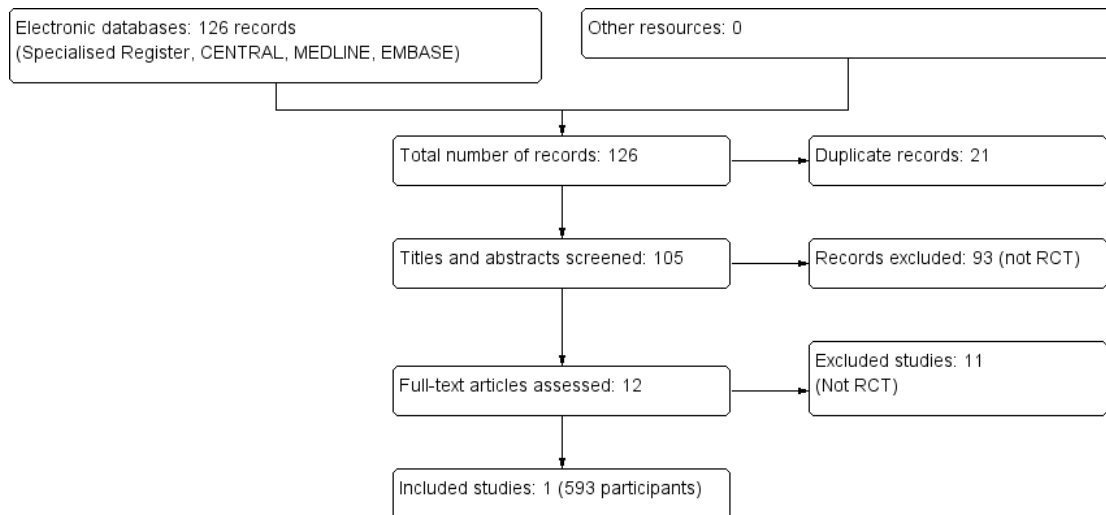 Electronic databases: 126 records
(Specialised Register, CENTRAL, MEDLINE, EMBASE)
Other resources: 0
Total number of records: 126
Duplicate records: 21
Titles and abstracts screened: 105
Records excluded: 93 (not RCT)
Full-text articles assessed: 12
Excluded studies: 11
(Not RCT)
Included studies: 1 (593 participants)